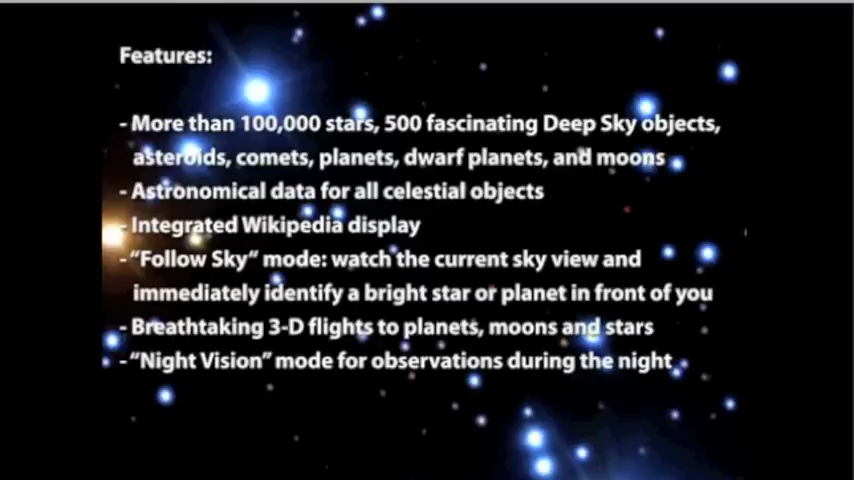 Features:
- More than 100,000 stars, 500 fascinating Deep Sky objects,
asteroids, comets, planets, dwarf planets, and moons
- Astronomical data for all celestial objects
- Integrated Wikipedia display
- “Follow Sky“ mode: watch the current sky view and
immediately identify a bright star or planet in front of you
- Breathtaking 3-D flights to planets, moons and stars
- “Night Vision” mode for observations during the night